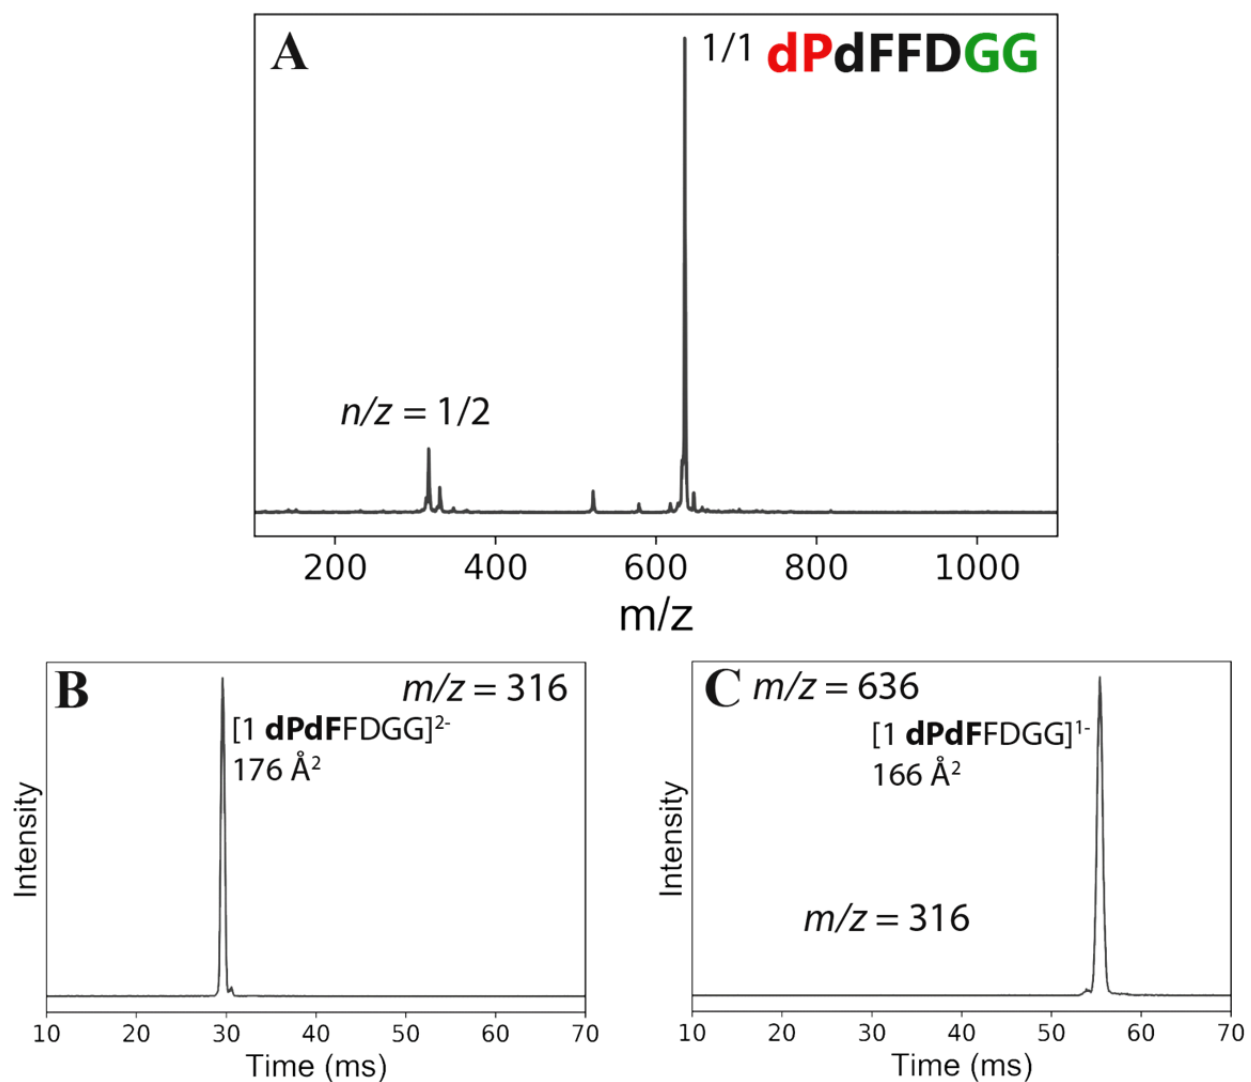 A
1/1 dPdFFDGG
n/z = 1/2
200 400 600 800 1000
m/z
B
m/z = 316
[1 dPdFFDGG]²⁻
176 Å²
Intensity
10 20 30 40 50 60 70
Time (ms)
C
m/z = 636
[1 dPdFFDGG]¹⁻
166 Å²
m/z = 316
Intensity
10 20 30 40 50 60 70
Time (ms)